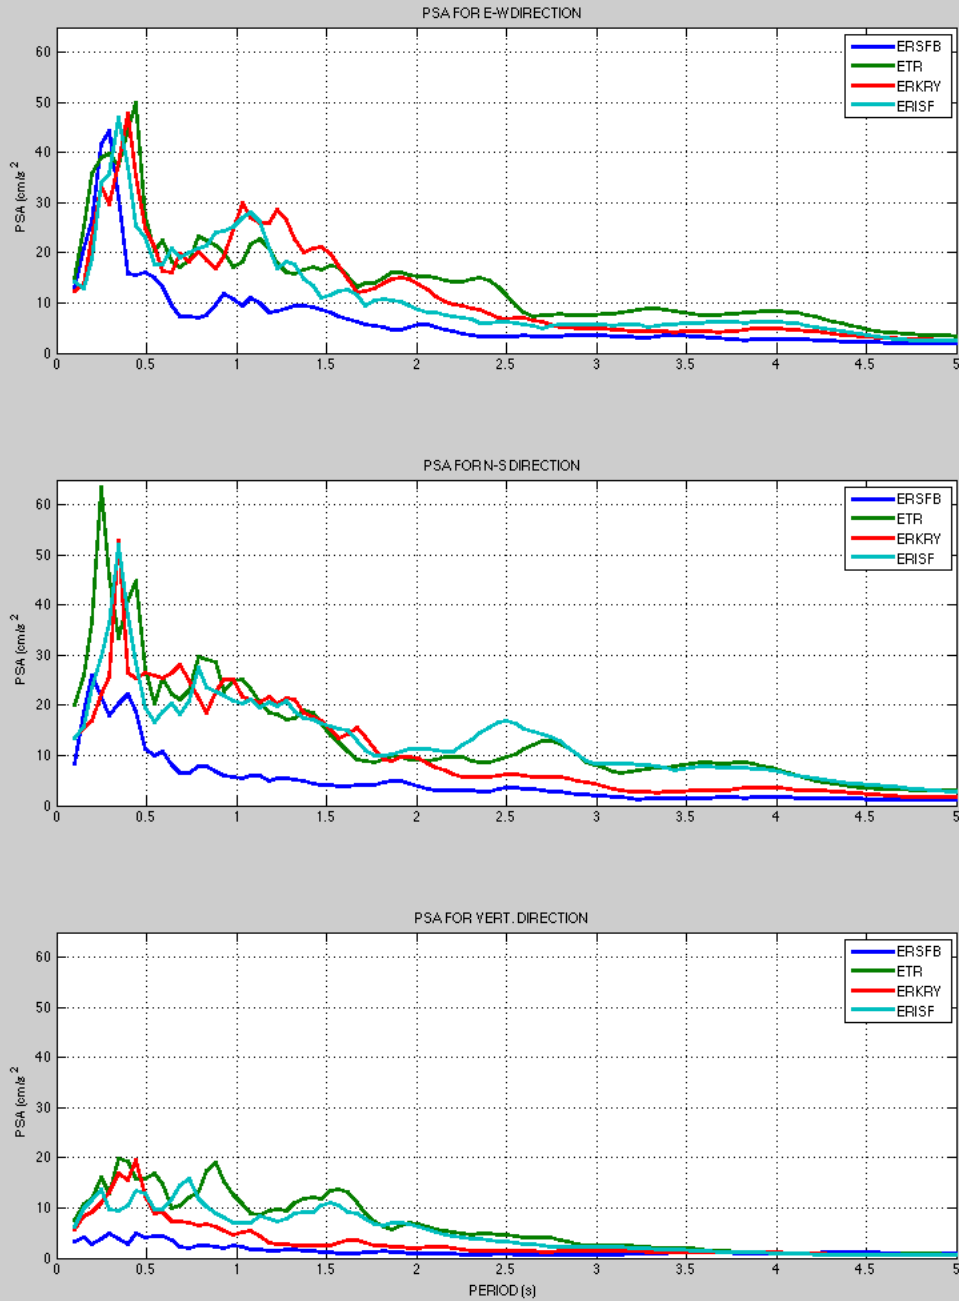 PSA FOR E-W DIRECTION
60
50
40
30
20
10
0
PSA (cm/s^2
ERSFB
ETR
ERKRY
ERISF
0 0.5 1 1.5 2 2.5 3 3.5 4 4.5 5
PSA FOR N-S DIRECTION
60
50
40
30
20
10
0
PSA (cm/s^2
ERSFB
ETR
ERKRY
ERISF
0 0.5 1 1.5 2 2.5 3 3.5 4 4.5 5
PSA FOR VERT. DIRECTION
60
50
40
30
20
10
0
PSA (cm/s^2
ERSFB
ETR
ERKRY
ERISF
0 0.5 1 1.5 2 2.5 3 3.5 4 4.5 5
PERIOD (s)